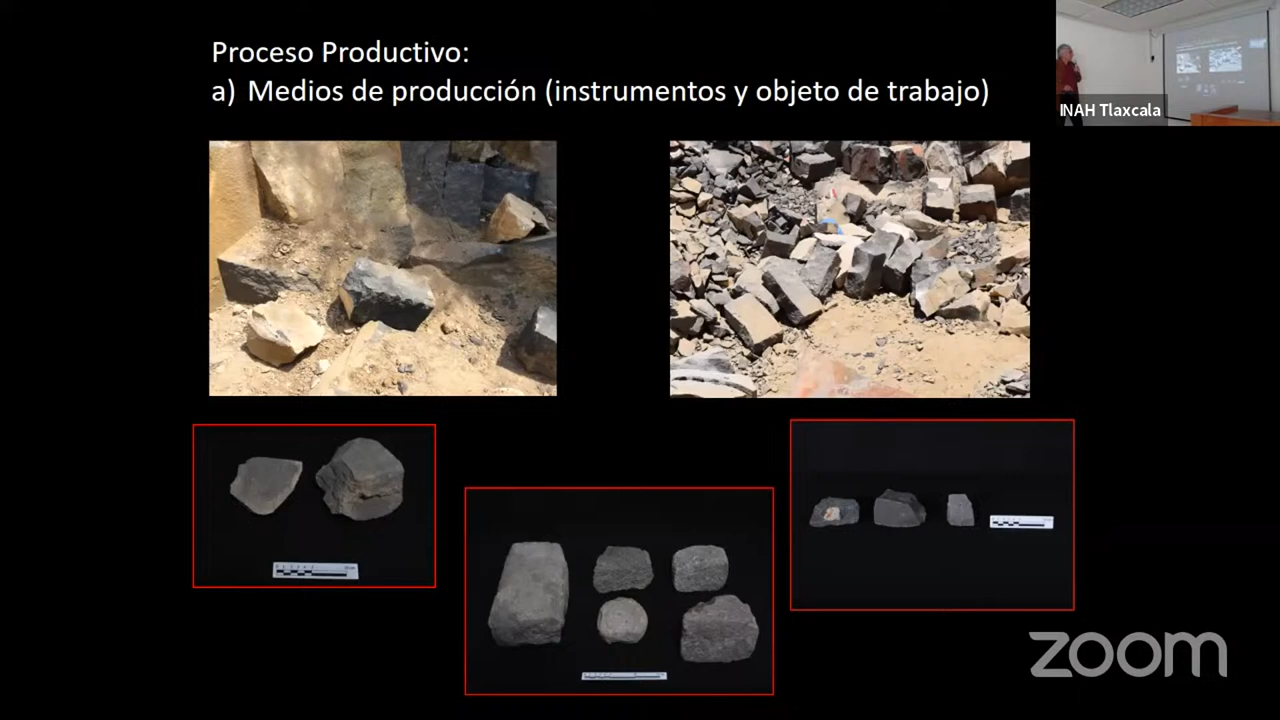 Proceso Productivo:
a) Medios de producción (instrumentos y objeto de trabajo)
INAH Tlaxcala
zoom